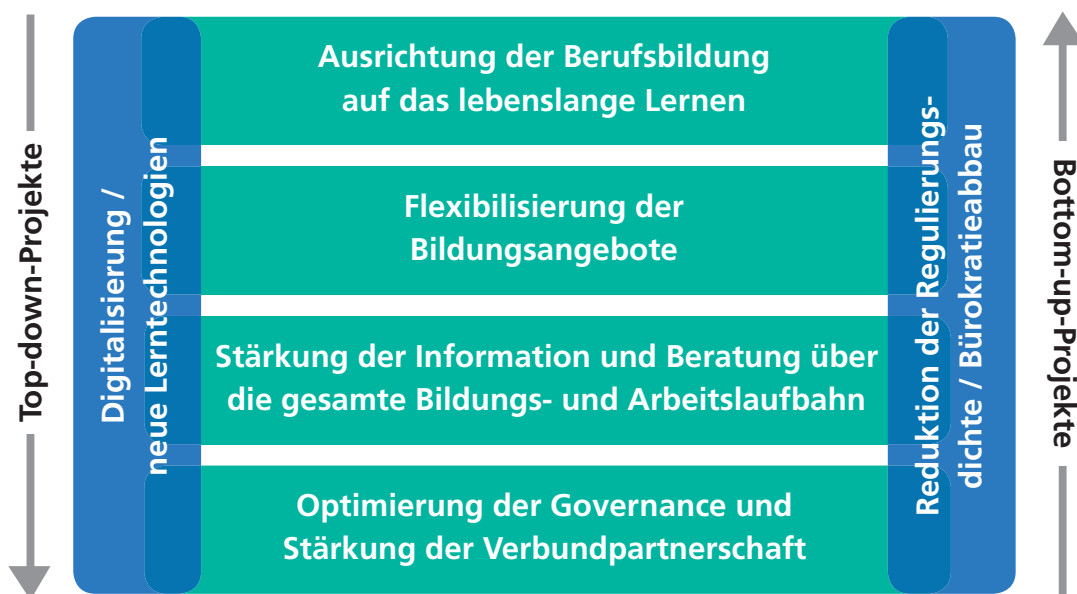 Top-down-Projekte
Digitalisierung /
neue Lerntechnologien
Ausrichtung der Berufsbildung
auf das lebenslange Lernen
Flexibilisierung der
Bildungsangebote
Stärkung der Information und Beratung über
die gesamte Bildungs- und Arbeitslaufbahn
Optimierung der Governance und
Stärkung der Verbundpartnerschaft
Reduktion der Regulierungs-
dichte / Bürokratieabbau
Bottom-up-Projekte